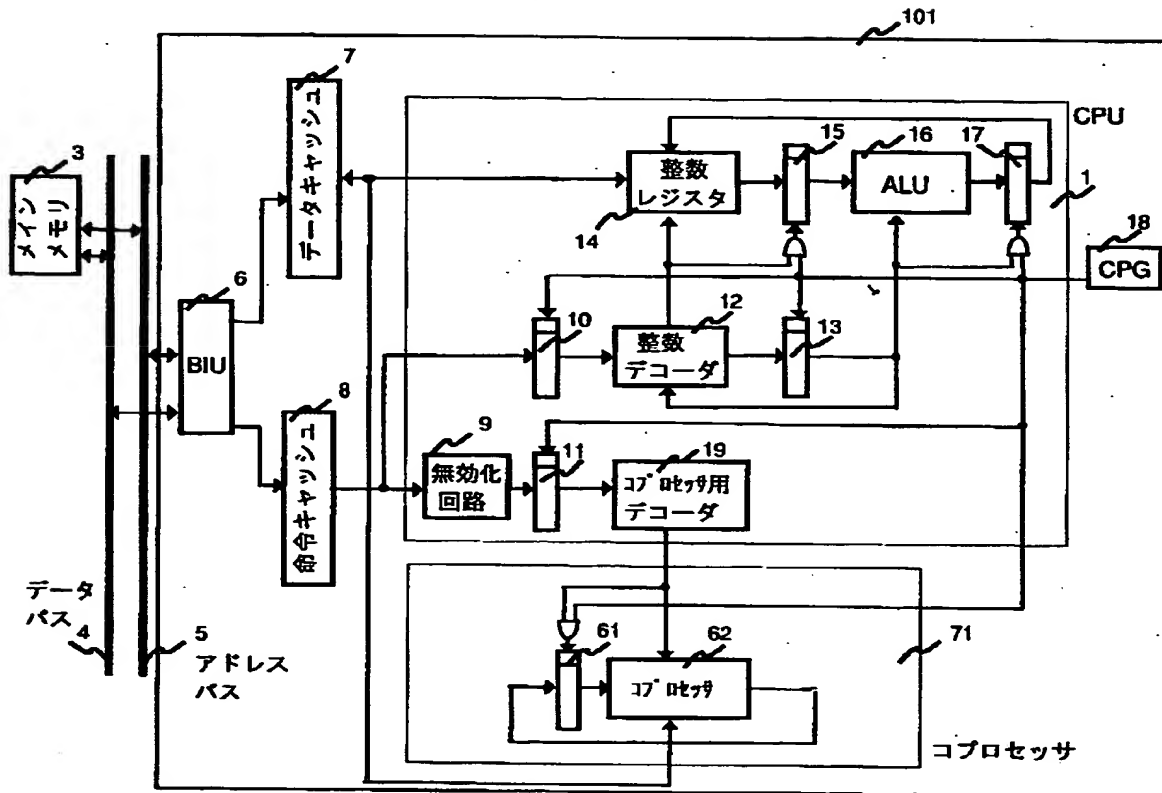 101
7
データキャッシュ
CPU
15
16
17
3
メイン
メモリ
整数
レジスタ
ALU
1
14
18
CPG
6
BIU
10
12
整数
デコーダ
13
8
命令キャッシュ
9
無効化
回路
11
19
コプロセッサ用
デコーダ
データ
バス
4
5
アドレス
バス
61
62
コプロセッサ
71
コプロセッサ